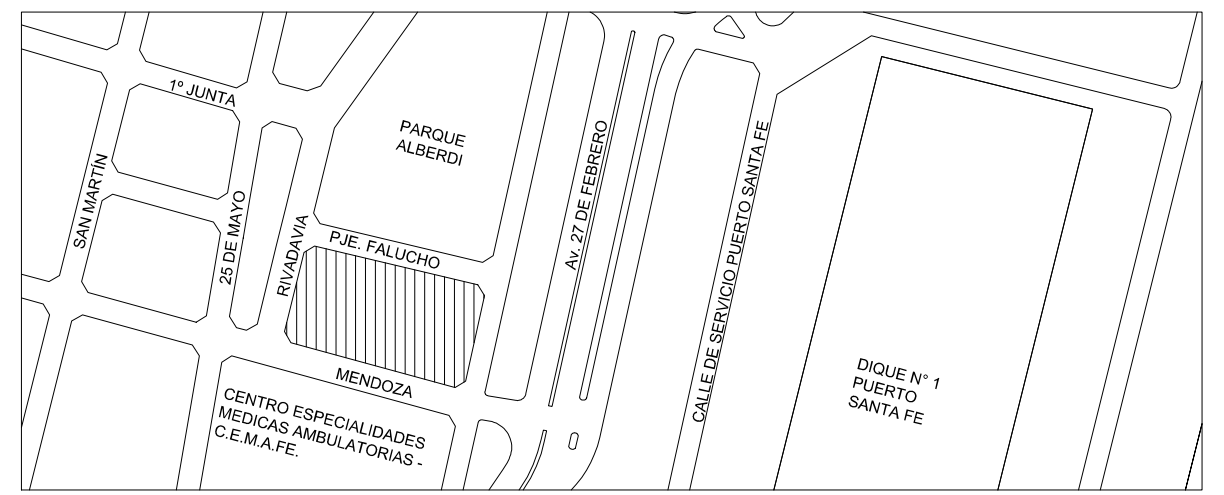 1º JUNTA
PARQUE
ALBERDI
SAN MARTÍN
25 DE MAYO
RIVADAVIA
PJE. FALUCHO
Av. 27 DE FEBRERO
CALLE DE SERVICIO PUERTO SANTA FE
MENDOZA
DIQUE N° 1
PUERTO
SANTA FE
CENTRO ESPECIALIDADES
MEDICAS AMBULATORIAS -
C.E.M.A.FE.